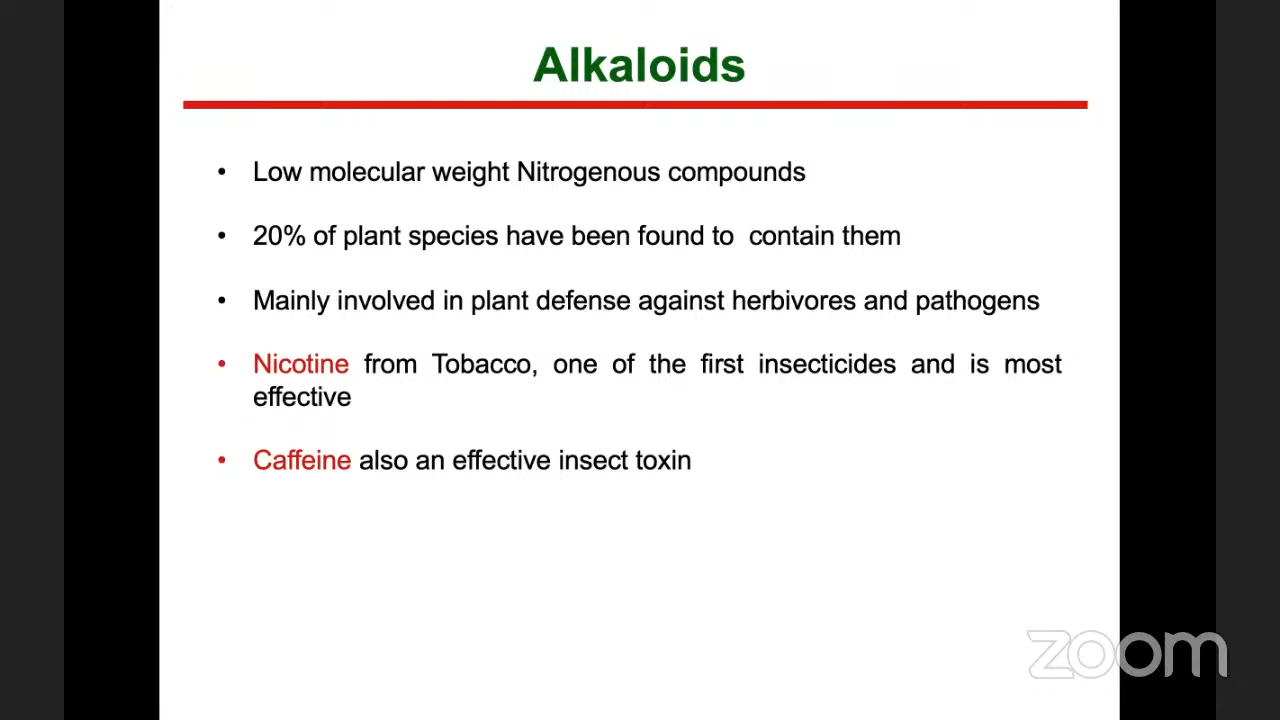 Alkaloids
• Low molecular weight Nitrogenous compounds
• 20% of plant species have been found to  contain them
• Mainly involved in plant defense against herbivores and pathogens
• Nicotine from Tobacco, one of the first insecticides and is most
effective
• Caffeine also an effective insect toxin
zoom